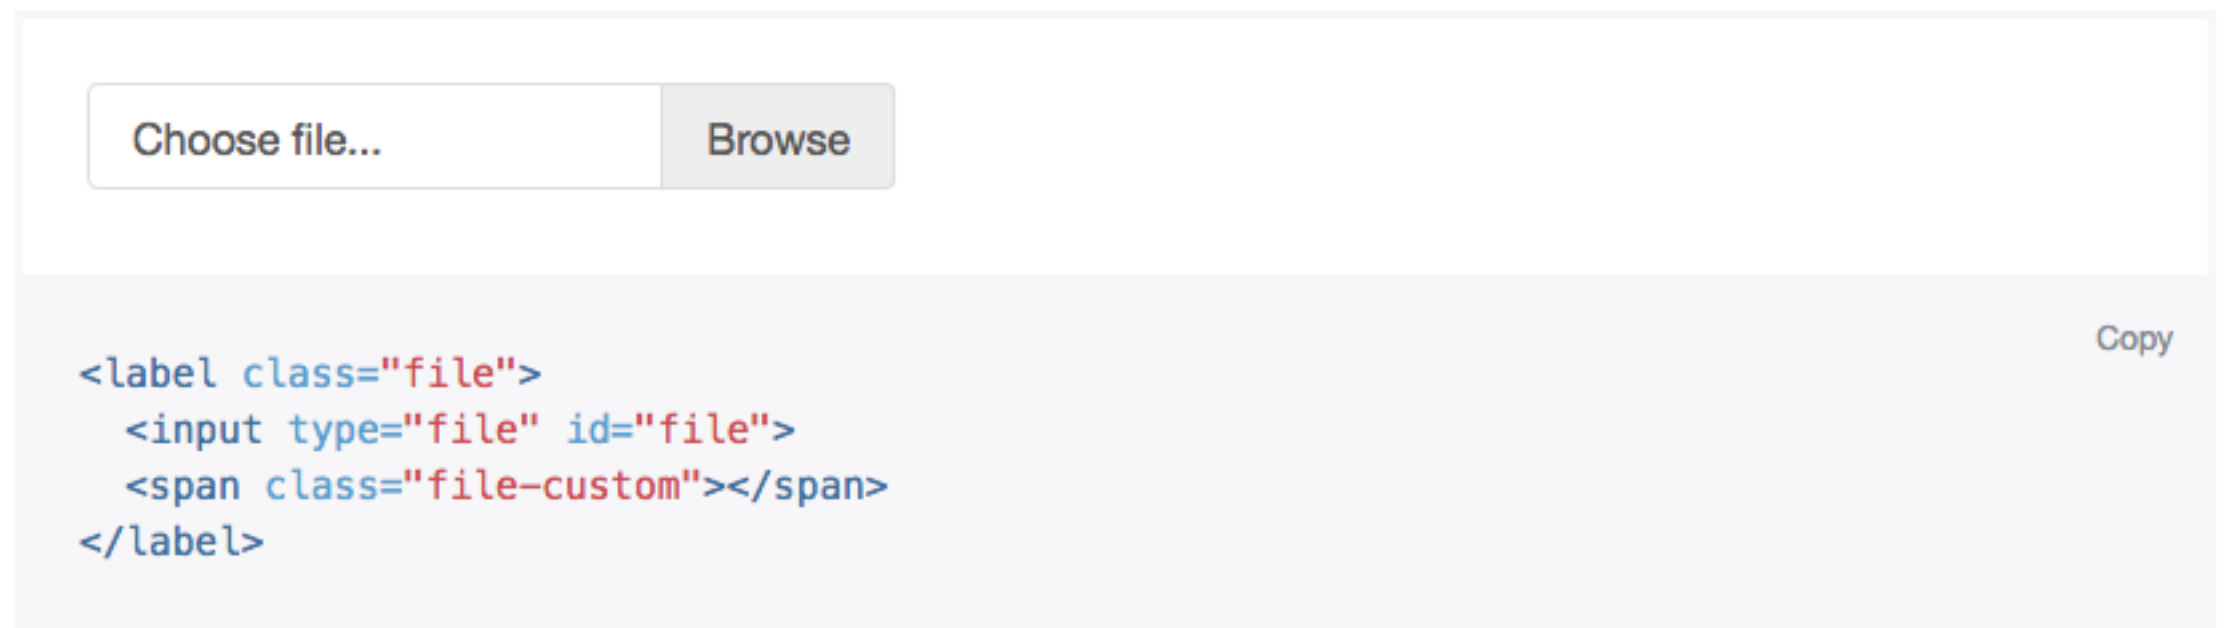 Choose file... Browse
Copy
<label class="file">
  <input type="file" id="file">
  <span class="file-custom"></span>
</label>